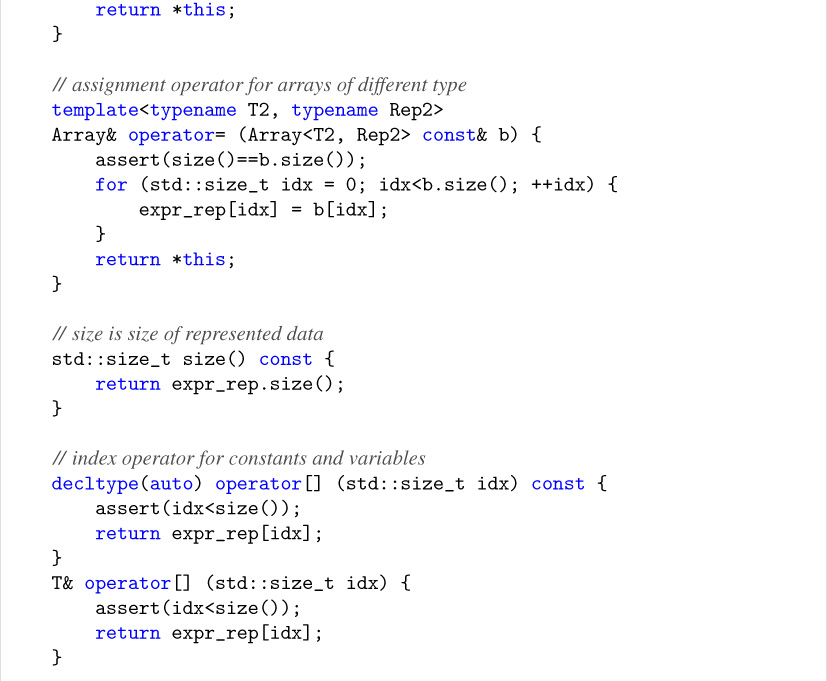 return *this;
}

// assignment operator for arrays of different type
template<typename T2, typename Rep2>
Array& operator= (Array<T2, Rep2> const& b) {
    assert(size()==b.size());
    for (std::size_t idx = 0; idx<b.size(); ++idx) {
        expr_rep[idx] = b[idx];
    }
    return *this;
}

// size is size of represented data
std::size_t size() const {
    return expr_rep.size();
}

// index operator for constants and variables
decltype(auto) operator[] (std::size_t idx) const {
    assert(idx<size());
    return expr_rep[idx];
}
T& operator[] (std::size_t idx) {
    assert(idx<size());
    return expr_rep[idx];
}